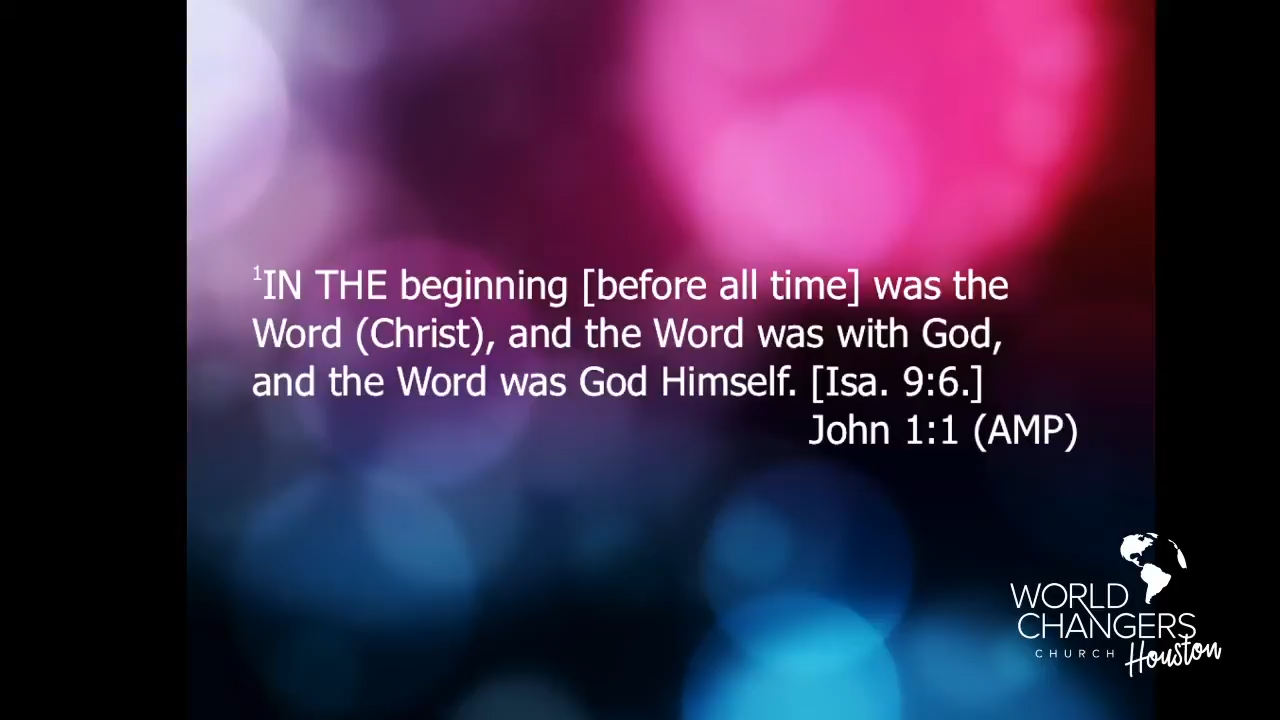 ¹IN THE beginning [before all time] was the
Word (Christ), and the Word was with God,
and the Word was God Himself. [Isa. 9:6.]
John 1:1 (AMP)
WORLD
CHANGERS
CHURCH Houston